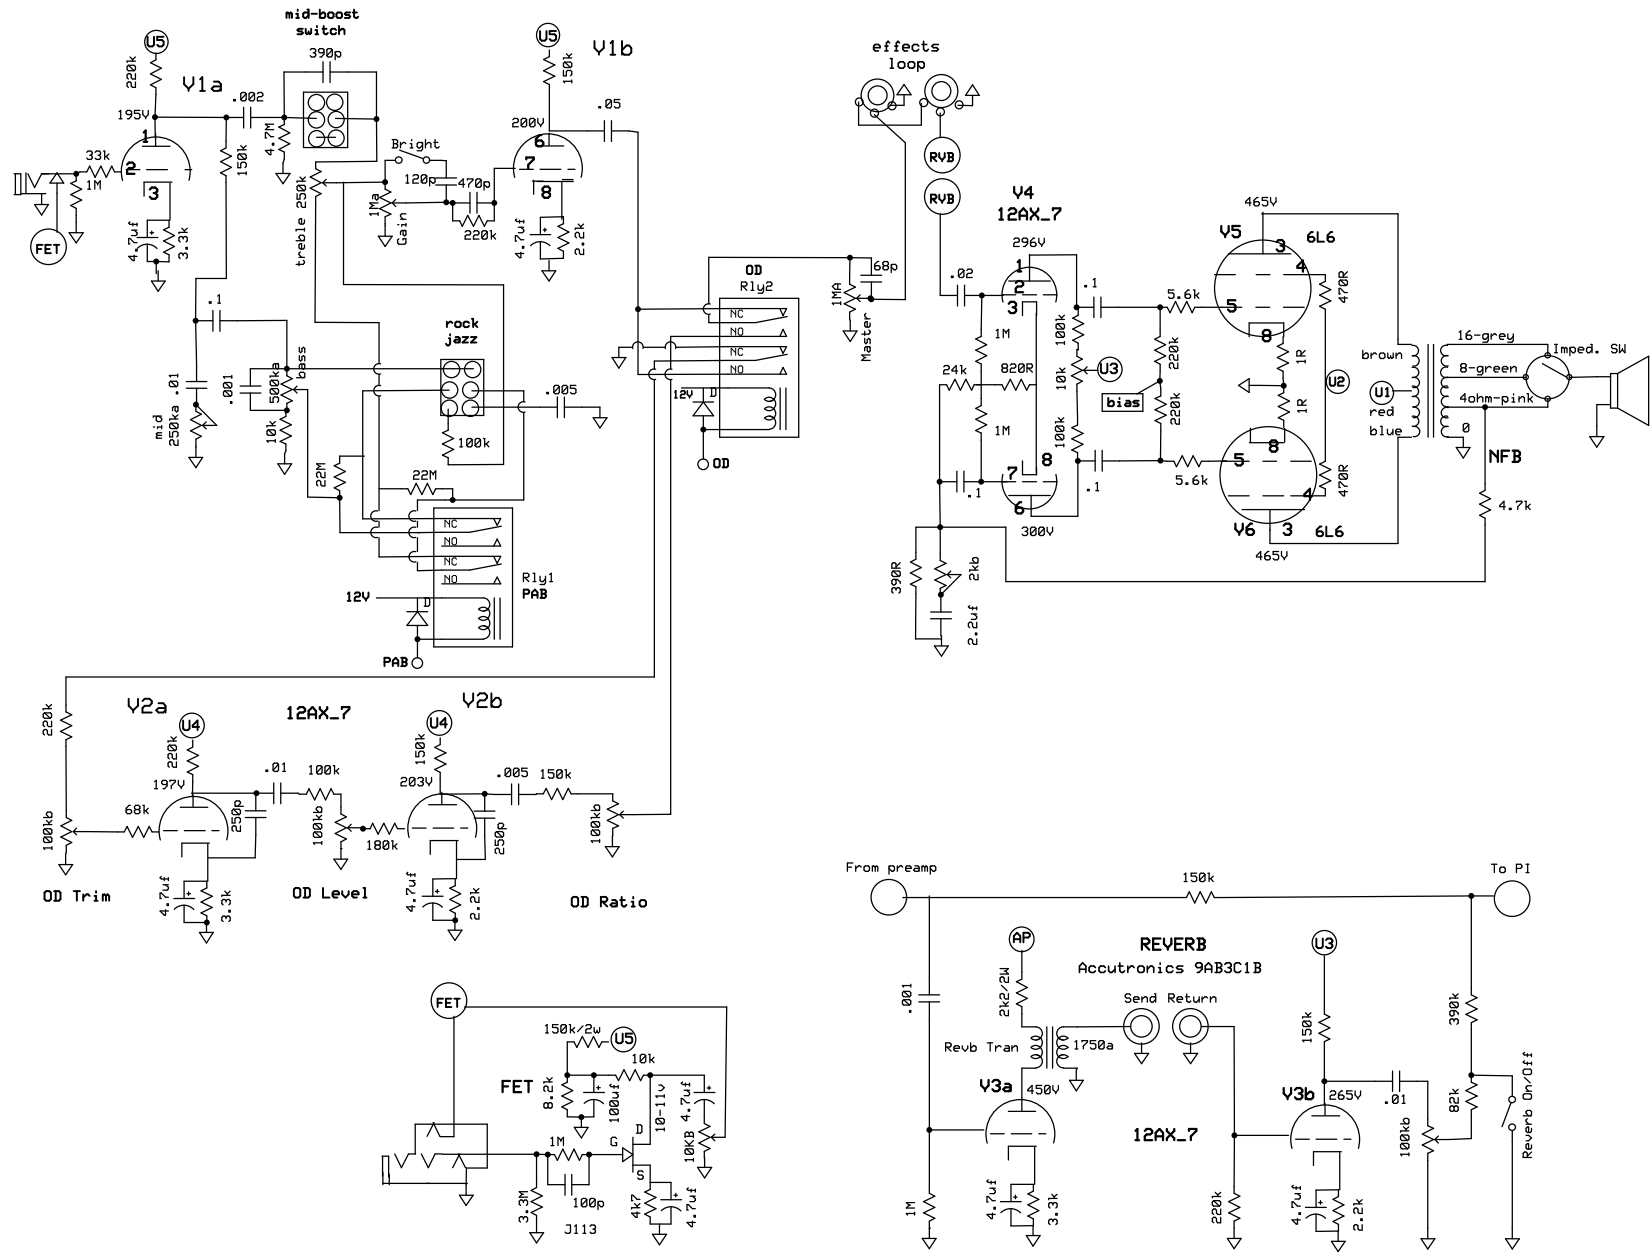 mid-boost
switch
390p
U5
220k
V1a
195V
.002
1
2
3
33k
1M
FET
4.7uf
+
3.3k
150k
4.7M
treble 250k
Bright
120p
1Ma
Gain
470p
220k
U5
150k
V1b
200V
6
7
8
.05
4.7uf
+
2.2k
.1
.01
mid
250ka
.001
500ka
bass
10k
rock
jazz
100k
.005
22M
22M
NC
NO
NC
NO
Rly1
PAB
12V
D
PAB
OD
Rly2
NC
NO
NC
NO
12V
D
OD
1MA
68p
Master
effects
loop
RVB
RVB
V4
12AX_7
296V
1
2
3
.02
1M
24k
820R
1M
.1
7
8
6
300V
.1
100k
10k
U3
100k
.1
5.6k
220k
bias
220k
5.6k
465V
V5
6L6
3
4
5
8
470R
1R
1R
U2
8
5
4
470R
V6
3
6L6
465V
brown
U1
red
blue
16-grey
8-green
4ohm-pink
0
Imped. SW
NFB
4.7k
390R
2kb
2.2uf
V2a
U4
12AX_7
V2b
U4
220k
220k
197V
68k
100kb
250p
.01
100k
100kb
180k
150k
203V
.005
150k
250p
100kb
4.7uf
+
3.3k
4.7uf
+
2.2k
OD Trim
OD Level
OD Ratio
FET
150k/2w
U5
10k
FET
8.2k
+
100uf
10-11v
4.7uf
+
10KB
1M
G
D
S
100p
3.3M
J113
4k7
+
4.7uf
From preamp
150k
To PI
AP
REVERB
Accutronics 9AB3C1B
U3
2k2/2W
Send
Return
.001
Revb Tran
1750a
V3a
450V
12AX_7
150k
V3b
265V
.01
390k
82k
100kb
Reverb On/Off
1M
4.7uf
+
3.3k
220k
4.7uf
+
2.2k